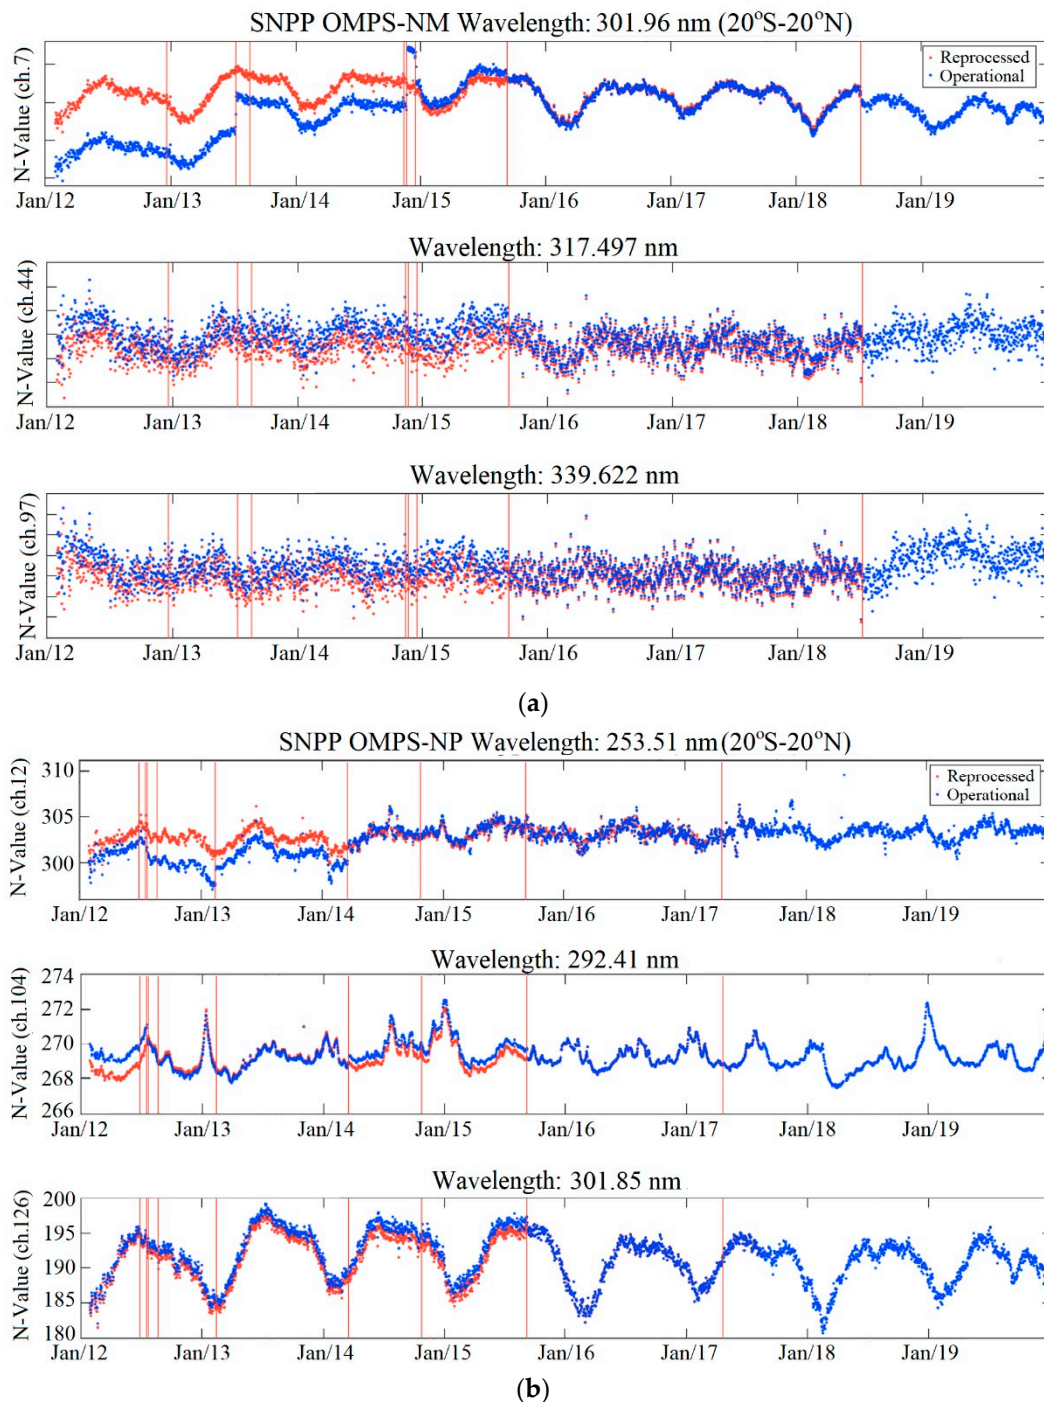 SNPP OMPS-NM Wavelength: 301.96 nm (20°S-20°N)
N-Value (ch.7)
Reprocessed
Operational
Jan/12 Jan/13 Jan/14 Jan/15 Jan/16 Jan/17 Jan/18 Jan/19
Wavelength: 317.497 nm
N-Value (ch.44)
Jan/12 Jan/13 Jan/14 Jan/15 Jan/16 Jan/17 Jan/18 Jan/19
Wavelength: 339.622 nm
N-Value (ch.97)
Jan/12 Jan/13 Jan/14 Jan/15 Jan/16 Jan/17 Jan/18 Jan/19
(a)
SNPP OMPS-NP Wavelength: 253.51 nm (20°S-20°N)
N-Value (ch.12)
310
305
300
Reprocessed
Operational
Jan/12 Jan/13 Jan/14 Jan/15 Jan/16 Jan/17 Jan/18 Jan/19
Wavelength: 292.41 nm
N-Value (ch.104)
274
272
270
268
266
Jan/12 Jan/13 Jan/14 Jan/15 Jan/16 Jan/17 Jan/18 Jan/19
Wavelength: 301.85 nm
N-Value (ch.126)
200
195
190
185
180
Jan/12 Jan/13 Jan/14 Jan/15 Jan/16 Jan/17 Jan/18 Jan/19
(b)